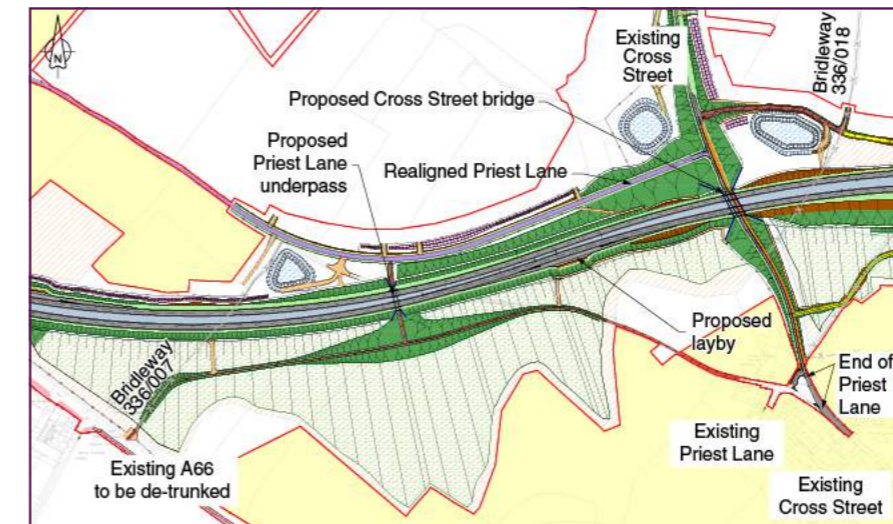 N
Existing
Cross
Street
Bridleway
336/018
Proposed Cross Street bridge
Proposed
Priest Lane
underpass
Realigned Priest Lane
Proposed
layby
Bridleway
336/007
End of
Priest
Lane
Existing
Priest Lane
Existing A66
to be de-trunked
Existing
Cross Street